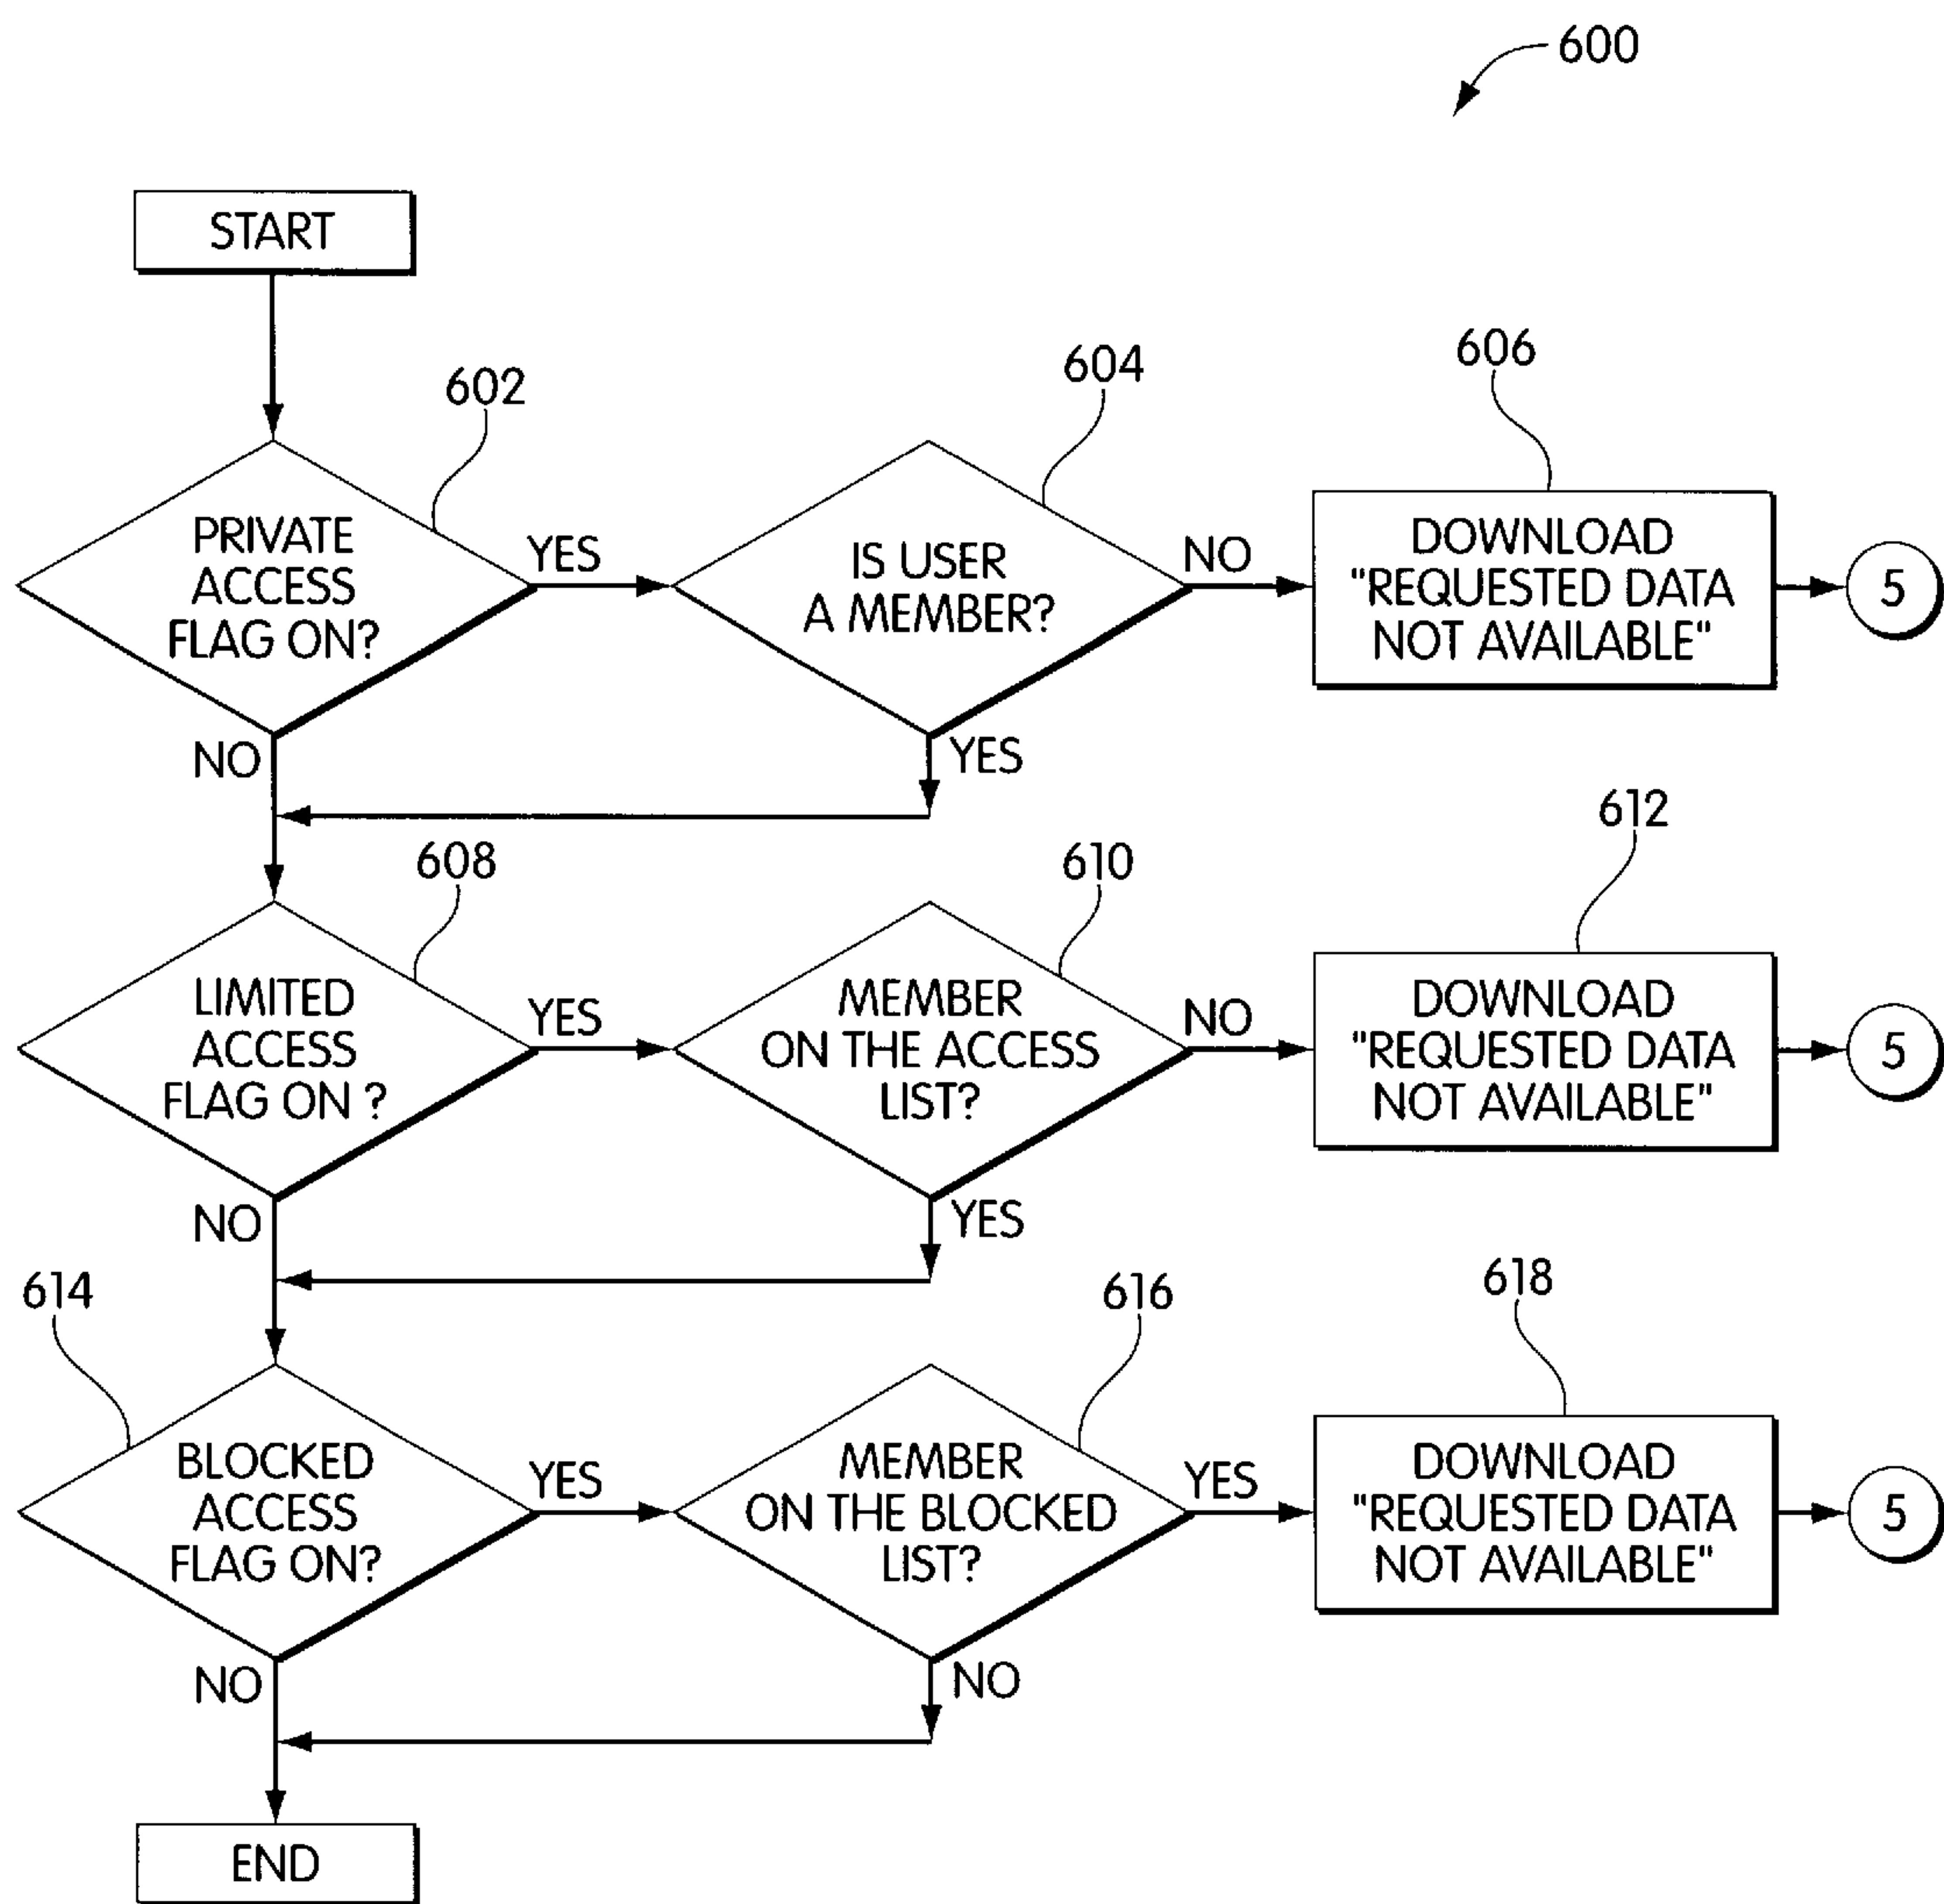 600
START
602
604
606
PRIVATE
ACCESS
FLAG ON?
YES
IS USER
A MEMBER?
NO
DOWNLOAD
"REQUESTED DATA
NOT AVAILABLE"
5
NO
YES
608
610
612
LIMITED
ACCESS
FLAG ON ?
YES
MEMBER
ON THE ACCESS
LIST?
NO
DOWNLOAD
"REQUESTED DATA
NOT AVAILABLE"
5
NO
YES
614
616
618
BLOCKED
ACCESS
FLAG ON?
YES
MEMBER
ON THE BLOCKED
LIST?
YES
DOWNLOAD
"REQUESTED DATA
NOT AVAILABLE"
5
NO
NO
END